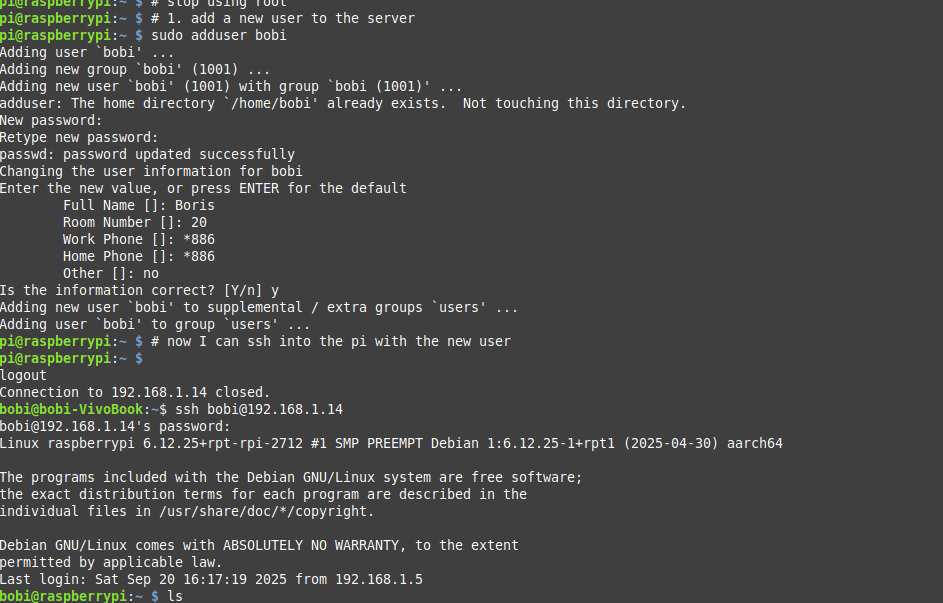 pi@raspberrypi:~ $ # stop using root
pi@raspberrypi:~ $ # 1. add a new user to the server
pi@raspberrypi:~ $ sudo adduser bobi
Adding user `bobi' ...
Adding new group `bobi' (1001) ...
Adding new user `bobi' (1001) with group `bobi (1001)' ...
adduser: The home directory `/home/bobi' already exists.  Not touching this directory.
New password:
Retype new password:
passwd: password updated successfully
Changing the user information for bobi
Enter the new value, or press ENTER for the default
        Full Name []: Boris
        Room Number []: 20
        Work Phone []: *886
        Home Phone []: *886
        Other []: no
Is the information correct? [Y/n] y
Adding new user `bobi' to supplemental / extra groups `users' ...
Adding user `bobi' to group `users' ...
pi@raspberrypi:~ $ # now I can ssh into the pi with the new user
pi@raspberrypi:~ $
logout
Connection to 192.168.1.14 closed.
bobi@bobi-VivoBook:~$ ssh bobi@192.168.1.14
bobi@192.168.1.14's password:
Linux raspberrypi 6.12.25+rpt-rpi-2712 #1 SMP PREEMPT Debian 1:6.12.25-1+rpt1 (2025-04-30) aarch64

The programs included with the Debian GNU/Linux system are free software;
the exact distribution terms for each program are described in the
individual files in /usr/share/doc/*/copyright.

Debian GNU/Linux comes with ABSOLUTELY NO WARRANTY, to the extent
permitted by applicable law.
Last login: Sat Sep 20 16:17:19 2025 from 192.168.1.5
bobi@raspberrypi:~ $ ls